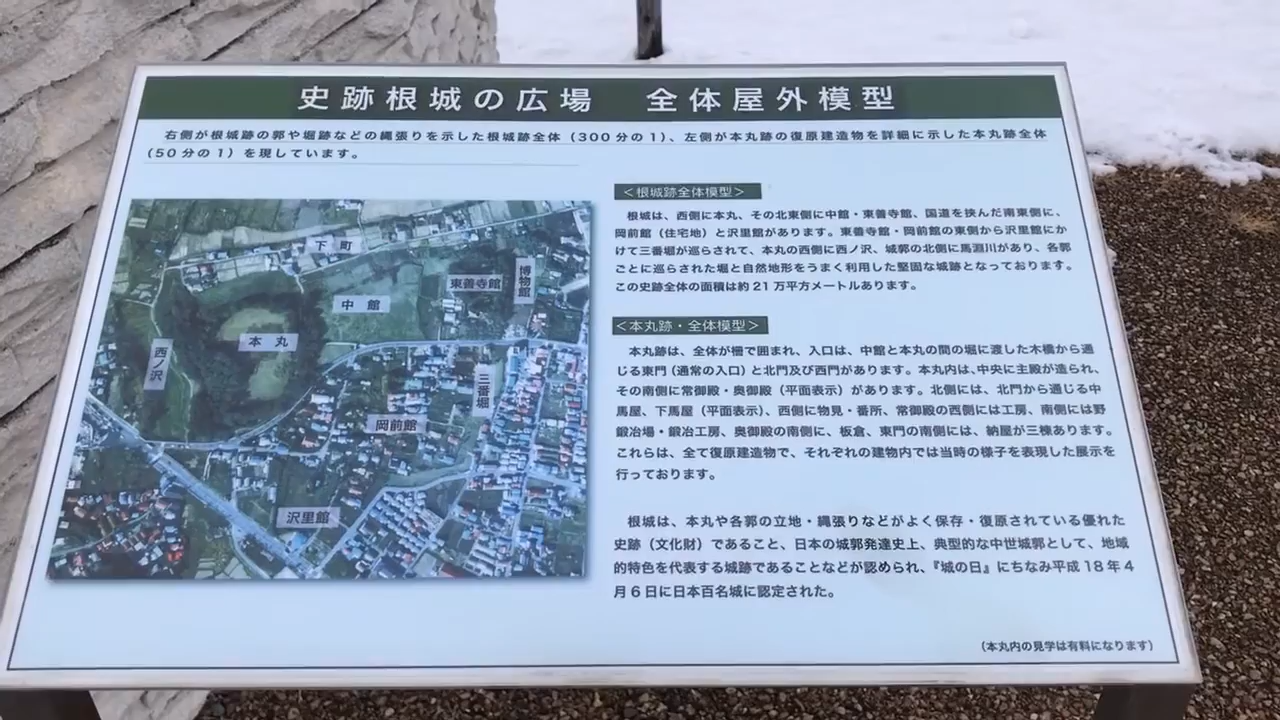 史跡根城の広場　全体屋外模型
右側が根城跡の郭や堀跡などの縄張りを示した根城跡全体（300分の1）、左側が本丸跡の復原建造物を詳細に示した本丸跡全体
（50分の1）を現しています。
下町
博物館
東善寺館
中館
本丸
西ノ沢
三番堀
岡前館
沢里館
＜根城跡全体模型＞
根城は、西側に本丸、その北東側に中館・東善寺館、国道を挟んだ南東側に、
岡前館（住宅地）と沢里館があります。東善寺館・岡前館の東側から沢里館にか
けて三番堀が巡らされて、本丸の西側に西ノ沢、城郭の北側に馬淵川があり、各郭
ごとに巡らされた堀と自然地形をうまく利用した堅固な城跡となっております。
この史跡全体の面積は約21万平方メートルあります。
＜本丸跡・全体模型＞
本丸跡は、全体が柵で囲まれ、入口は、中館と本丸の間の堀に渡した木橋から通
じる東門（通常の入口）と北門及び西門があります。本丸内は、中央に主殿が造られ、
その南側に常御殿・奥御殿（平面表示）があります。北側には、北門から通じる中
馬屋、下馬屋（平面表示）、西側に物見・番所、常御殿の西側には工房、南側には野
鍛冶場・鍛冶工房、奥御殿の南側に、板倉、東門の南側には、納屋が三棟あります。
これらは、全て復原建造物で、それぞれの建物内では当時の様子を表現した展示を
行っております。
根城は、本丸や各郭の立地・縄張りなどがよく保存・復原されている優れた
史跡（文化財）であること、日本の城郭発達史上、典型的な中世城郭として、地域
的特色を代表する城跡であることなどが認められ、『城の日』にちなみ平成18年4
月6日に日本百名城に認定された。
（本丸内の見学は有料になります）